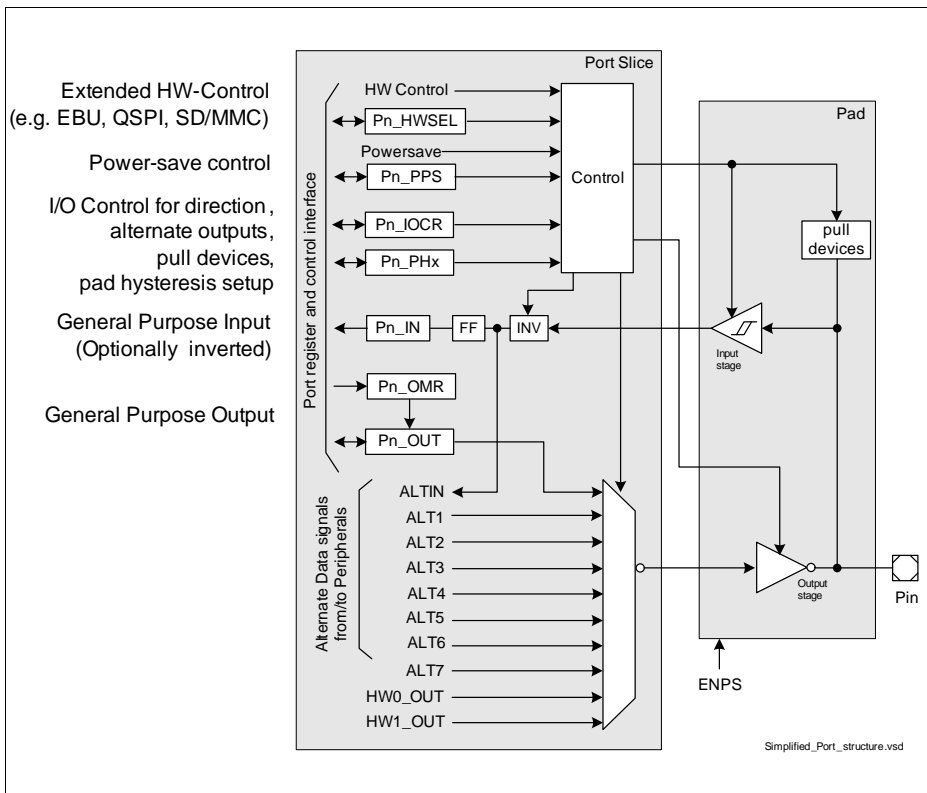 Port Slice
Extended HW-Control
(e.g. EBU, QSPI, SD/MMC)
Power-save control
I/O Control for direction,
alternate outputs,
pull devices,
pad hysteresis setup
General Purpose Input
(Optionally inverted)
General Purpose Output
Port register and control interface
HW Control
Pn_HWSEL
Powersave
Pn_PPS
Pn_IOCR
Pn_PHx
Control
Pn_IN
FF
INV
Pn_OMR
Pn_OUT
Alternate Data signals
from/to Peripherals
ALTIN
ALT1
ALT2
ALT3
ALT4
ALT5
ALT6
ALT7
HW0_OUT
HW1_OUT
Pad
pull
devices
Input
stage
Output
stage
Pin
ENPS
Simplified_Port_structure.vsd